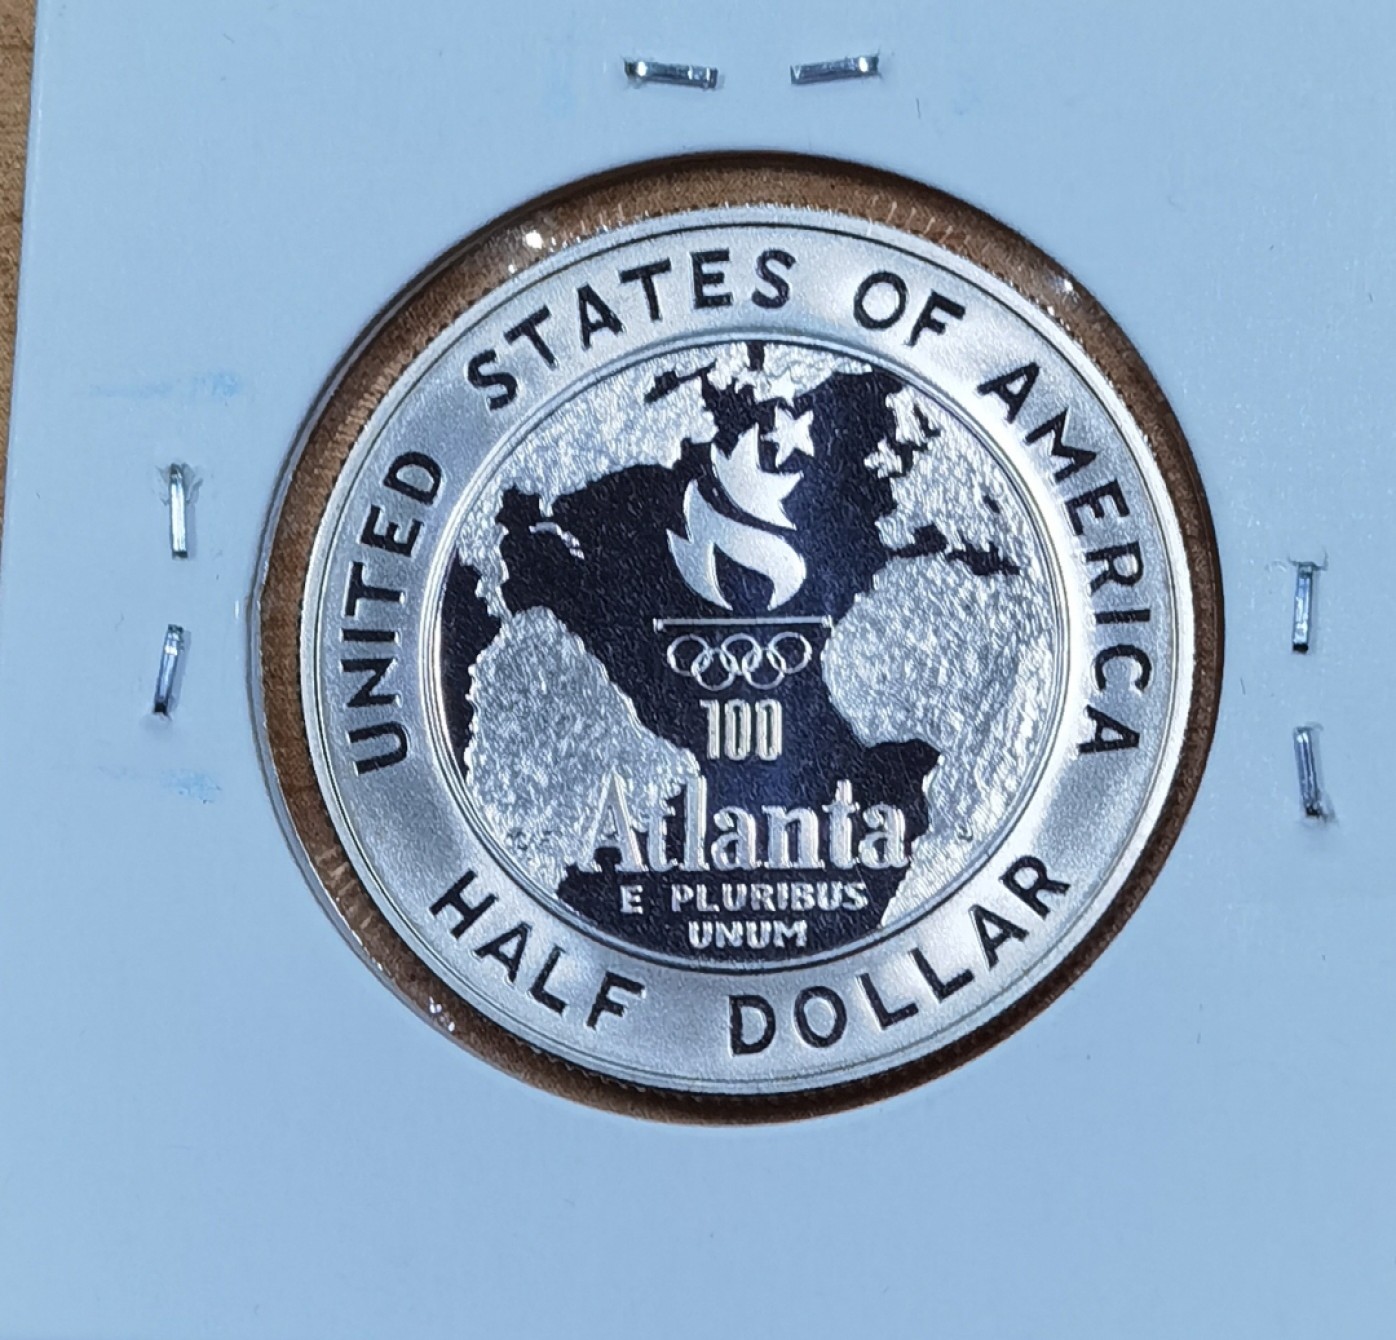 UNITED STATES OF AMERICA
100
Atlanta
E PLURIBUS
UNUM
HALF DOLLAR